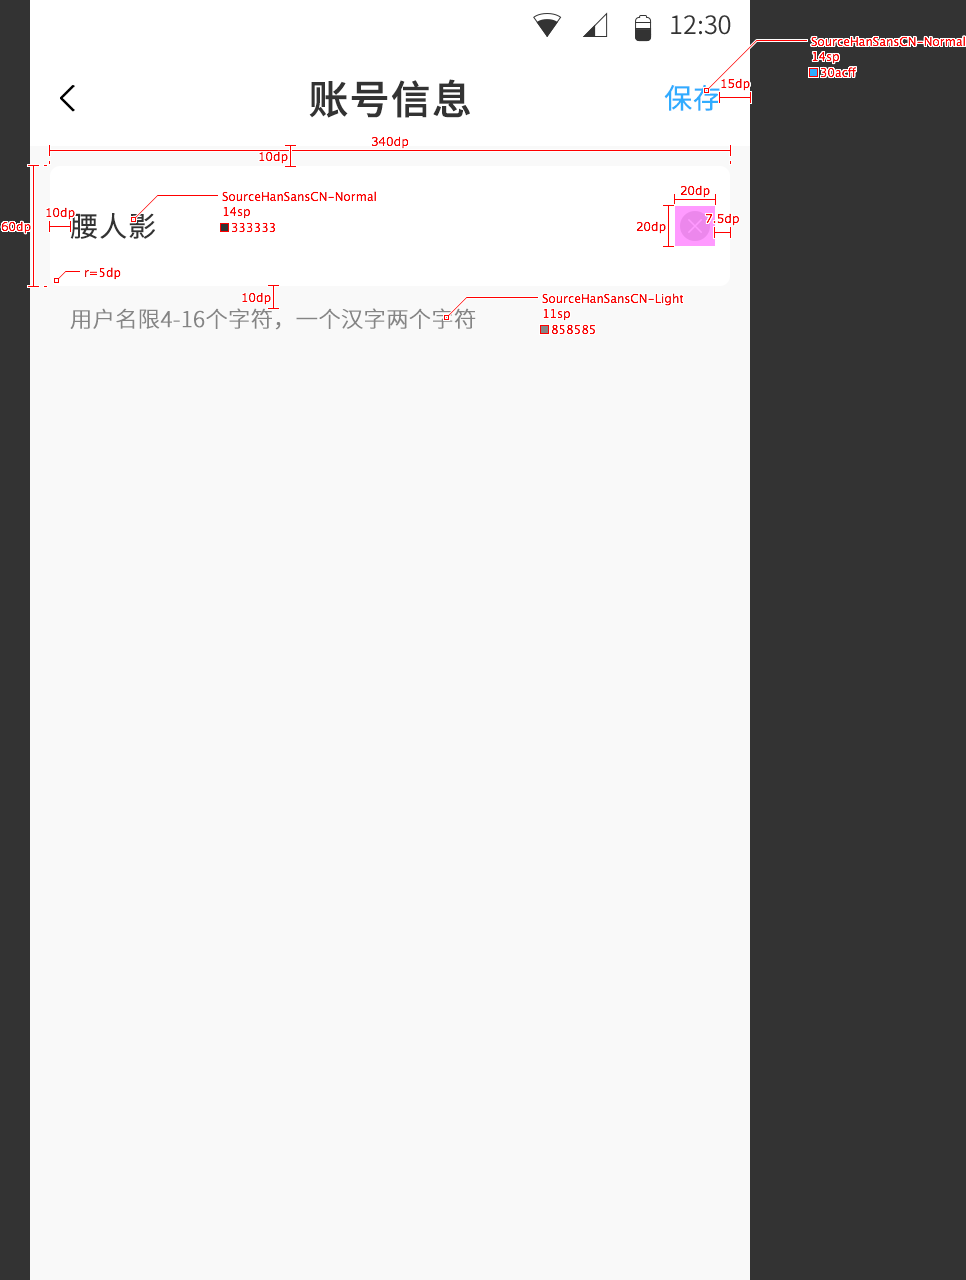 12:30
SourceHanSansCN-Normal
14sp
30acff
账号信息
保存
15dp
340dp
10dp
SourceHanSansCN-Normal
14sp
333333
20dp
10dp
腰人影
60dp
20dp
7.5dp
r=5dp
10dp
SourceHanSansCN-Light
11sp
858585
用户名限4-16个字符，一个汉字两个字符